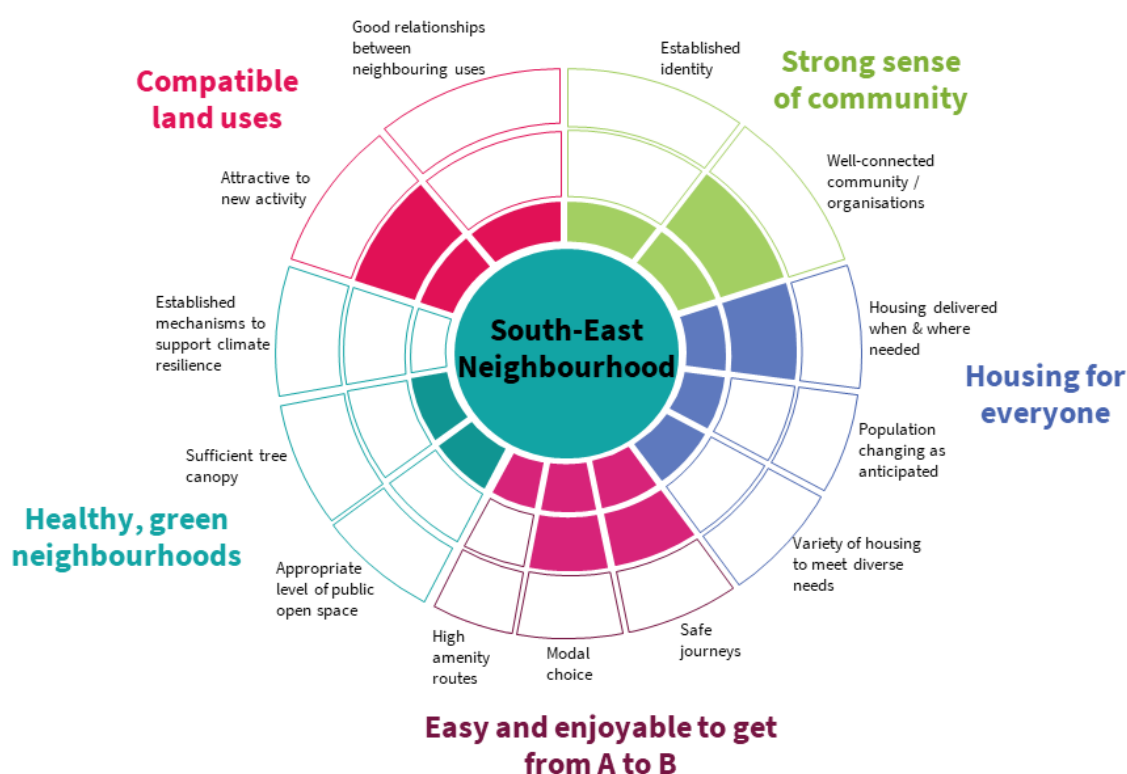 Good relationships
between
neighbouring uses
Established
identity
Compatible
land uses
Strong sense
of community
Attractive to
new activity
Well-connected
community /
organisations
Established
mechanisms to
support climate
resilience
South-East
Neighbourhood
Housing delivered
when & where
needed
Housing for
everyone
Population
changing as
anticipated
Sufficient tree
canopy
Healthy, green
neighbourhoods
Variety of housing
to meet diverse
needs
Appropriate
level of public
open space
High
amenity
routes
Modal
choice
Safe
journeys
Easy and enjoyable to get
from A to B